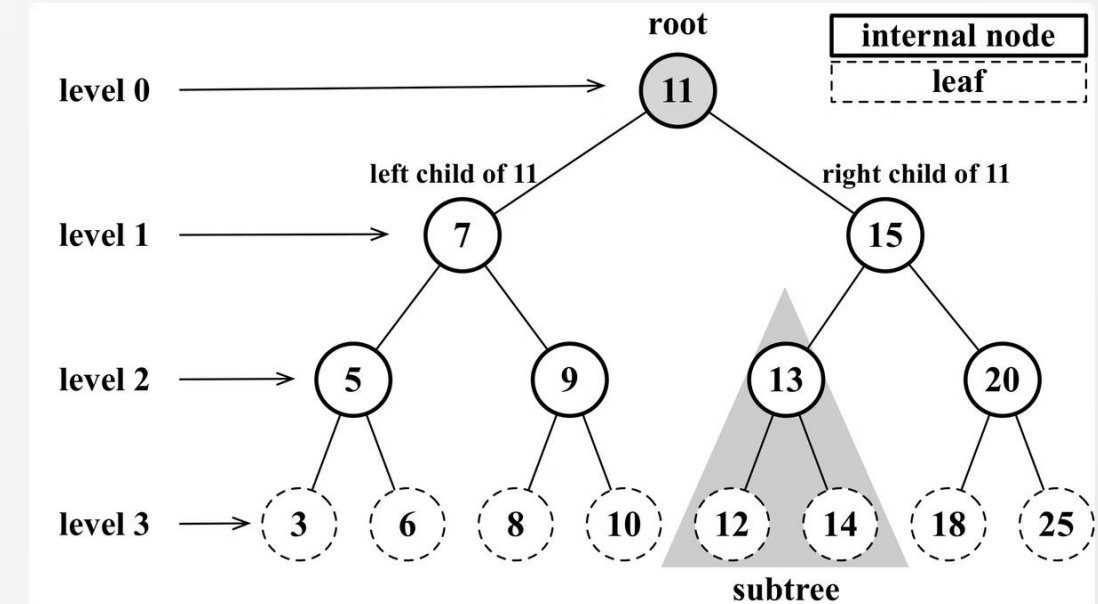 root
internal node
leaf
level 0
11
left child of 11
right child of 11
level 1
7
15
level 2
5
9
13
20
level 3
3
6
8
10
12
14
18
25
subtree